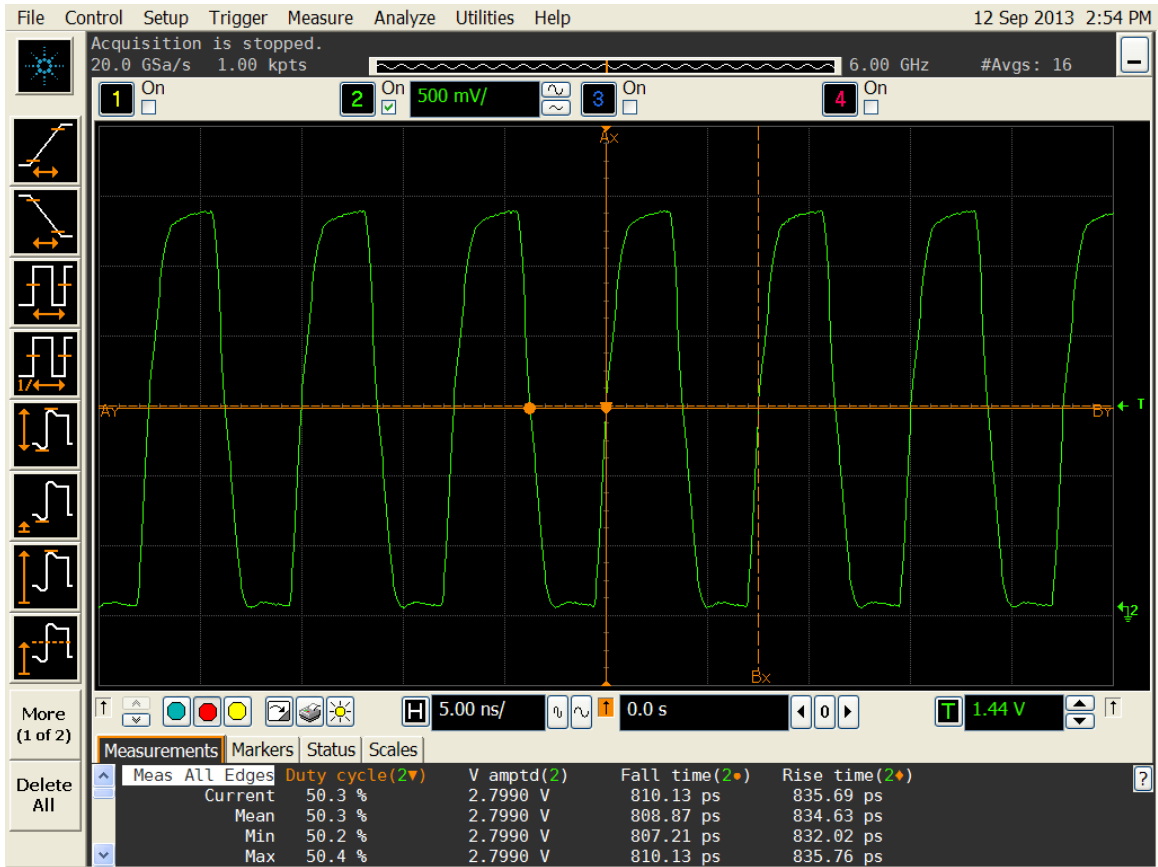 File Control Setup Trigger Measure Analyze Utilities Help 12 Sep 2013 2:54 PM
Acquisition is stopped.
20.0 GSa/s 1.00 kpts 6.00 GHz #Avgs: 16
1 On 2 On 500 mV/ 3 On 4 On
Ax
1/
AY BY T
2
Bx
More
(1 of 2)
H 5.00 ns/ 0.0 s 0 T 1.44 V
Measurements Markers Status Scales
Delete
All
Meas All Edges Duty cycle(2▼) V amptd(2) Fall time(2●) Rise time(2♦) ?
Current 50.3 % 2.7990 V 810.13 ps 835.69 ps
Mean 50.3 % 2.7990 V 808.87 ps 834.63 ps
Min 50.2 % 2.7990 V 807.21 ps 832.02 ps
Max 50.4 % 2.7990 V 810.13 ps 835.76 ps